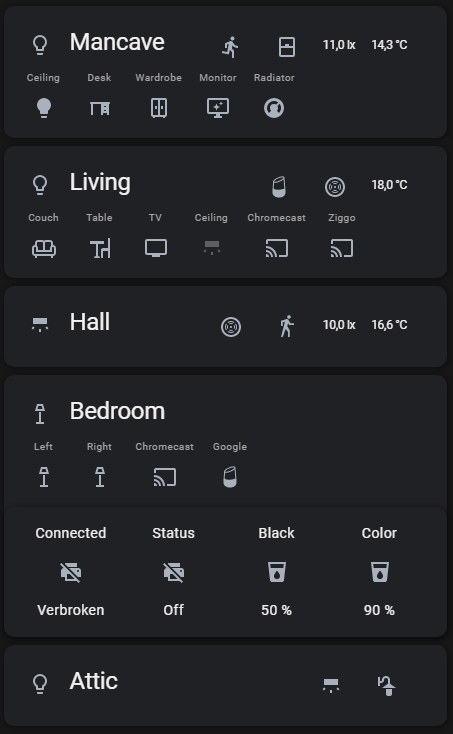 Mancave 11,0 lx 14,3 °C
Ceiling Desk Wardrobe Monitor Radiator
Living 18,0 °C
Couch Table TV Ceiling Chromecast Ziggo
Hall 10,0 lx 16,6 °C
Bedroom
Left Right Chromecast Google
Connected Status Black Color
Verbroken Off 50 % 90 %
Attic